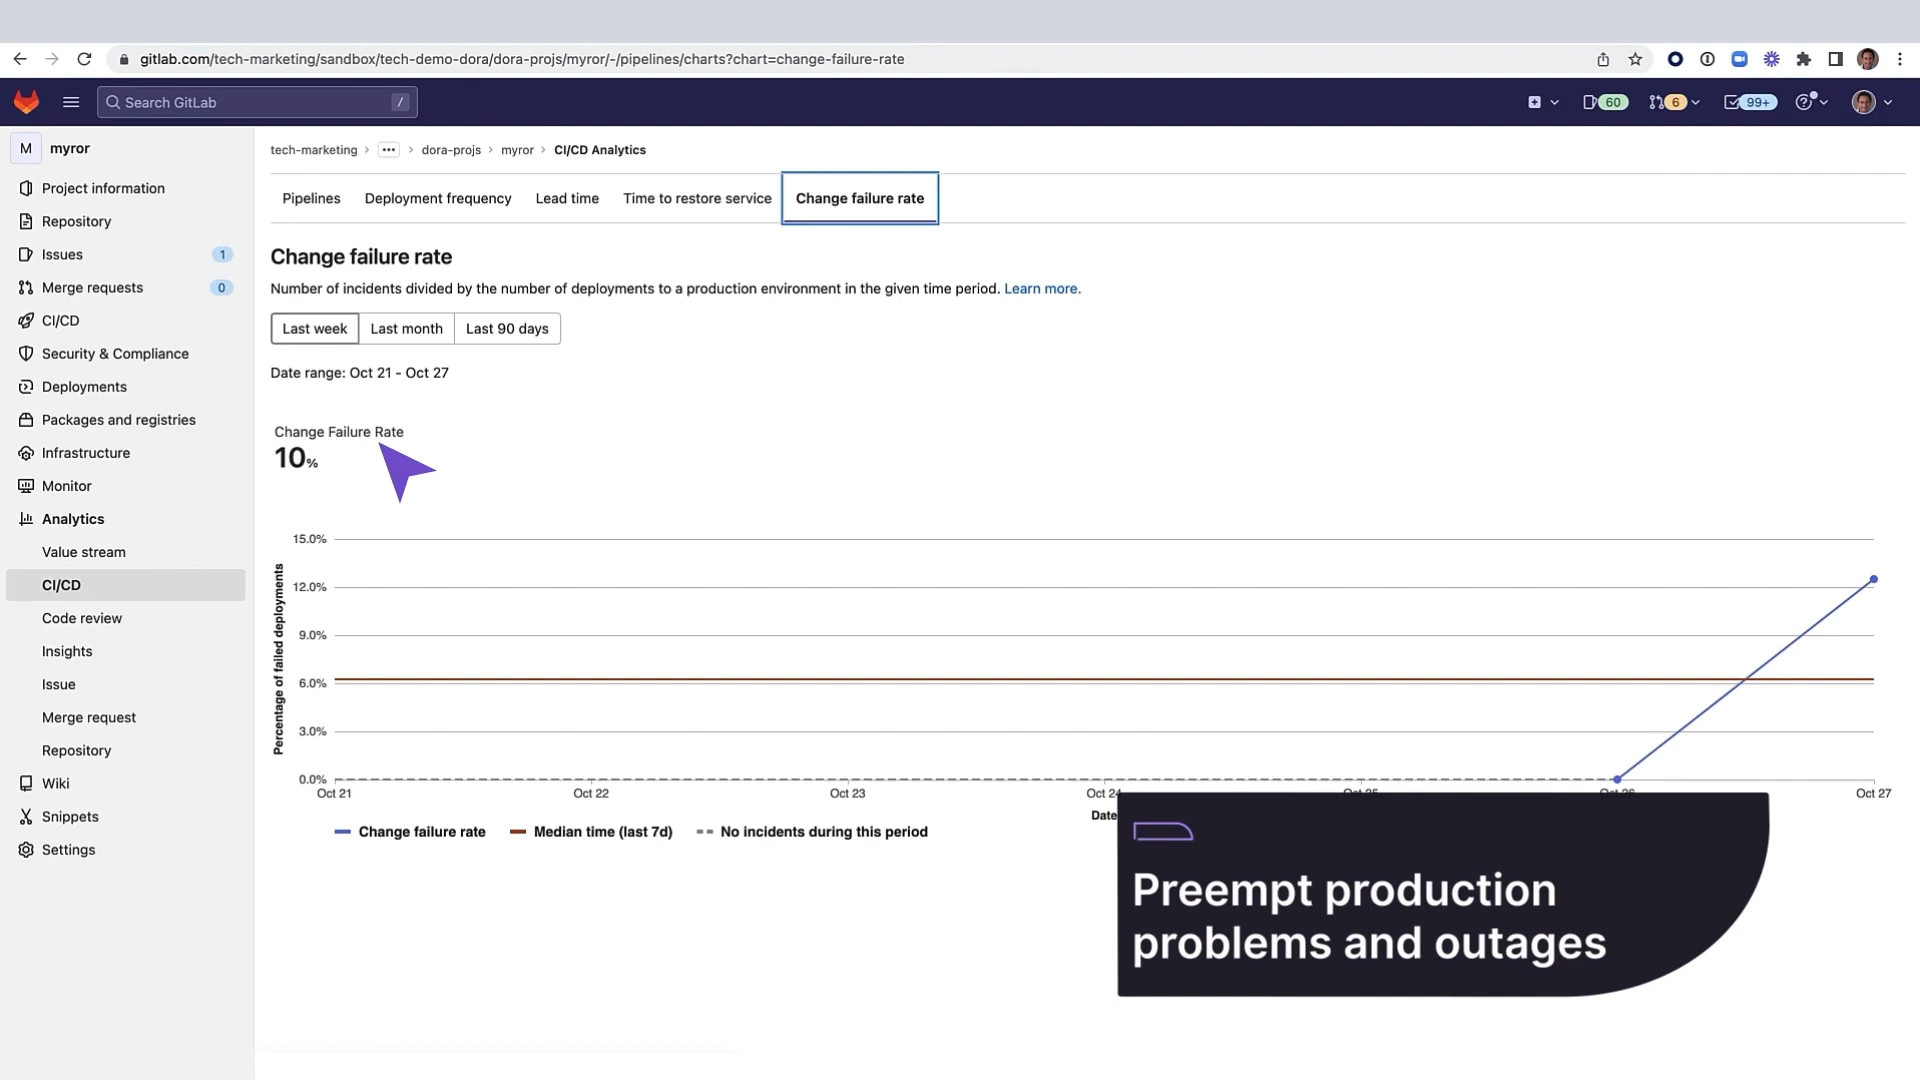 gitlab.com/tech-marketing/sandbox/tech-demo-dora/dora-projs/myror/-/pipelines/charts?chart=change-failure-rate
Search GitLab /
60 6 99+
M myror
Project information
Repository
Issues 1
Merge requests 0
CI/CD
Security & Compliance
Deployments
Packages and registries
Infrastructure
Monitor
Analytics
Value stream
CI/CD
Code review
Insights
Issue
Merge request
Repository
Wiki
Snippets
Settings
tech-marketing > ••• > dora-projs > myror > CI/CD Analytics
Pipelines Deployment frequency Lead time Time to restore service Change failure rate
Change failure rate
Number of incidents divided by the number of deployments to a production environment in the given time period. Learn more.
Last week Last month Last 90 days
Date range: Oct 21 - Oct 27
Change Failure Rate
10%
Percentage of failed deployments
15.0%
12.0%
9.0%
6.0%
3.0%
0.0%
Oct 21 Oct 22 Oct 23 Oct 24 Oct 25 Oct 26 Oct 27
Date
Change failure rate Median time (last 7d) No incidents during this period
Preempt production
problems and outages